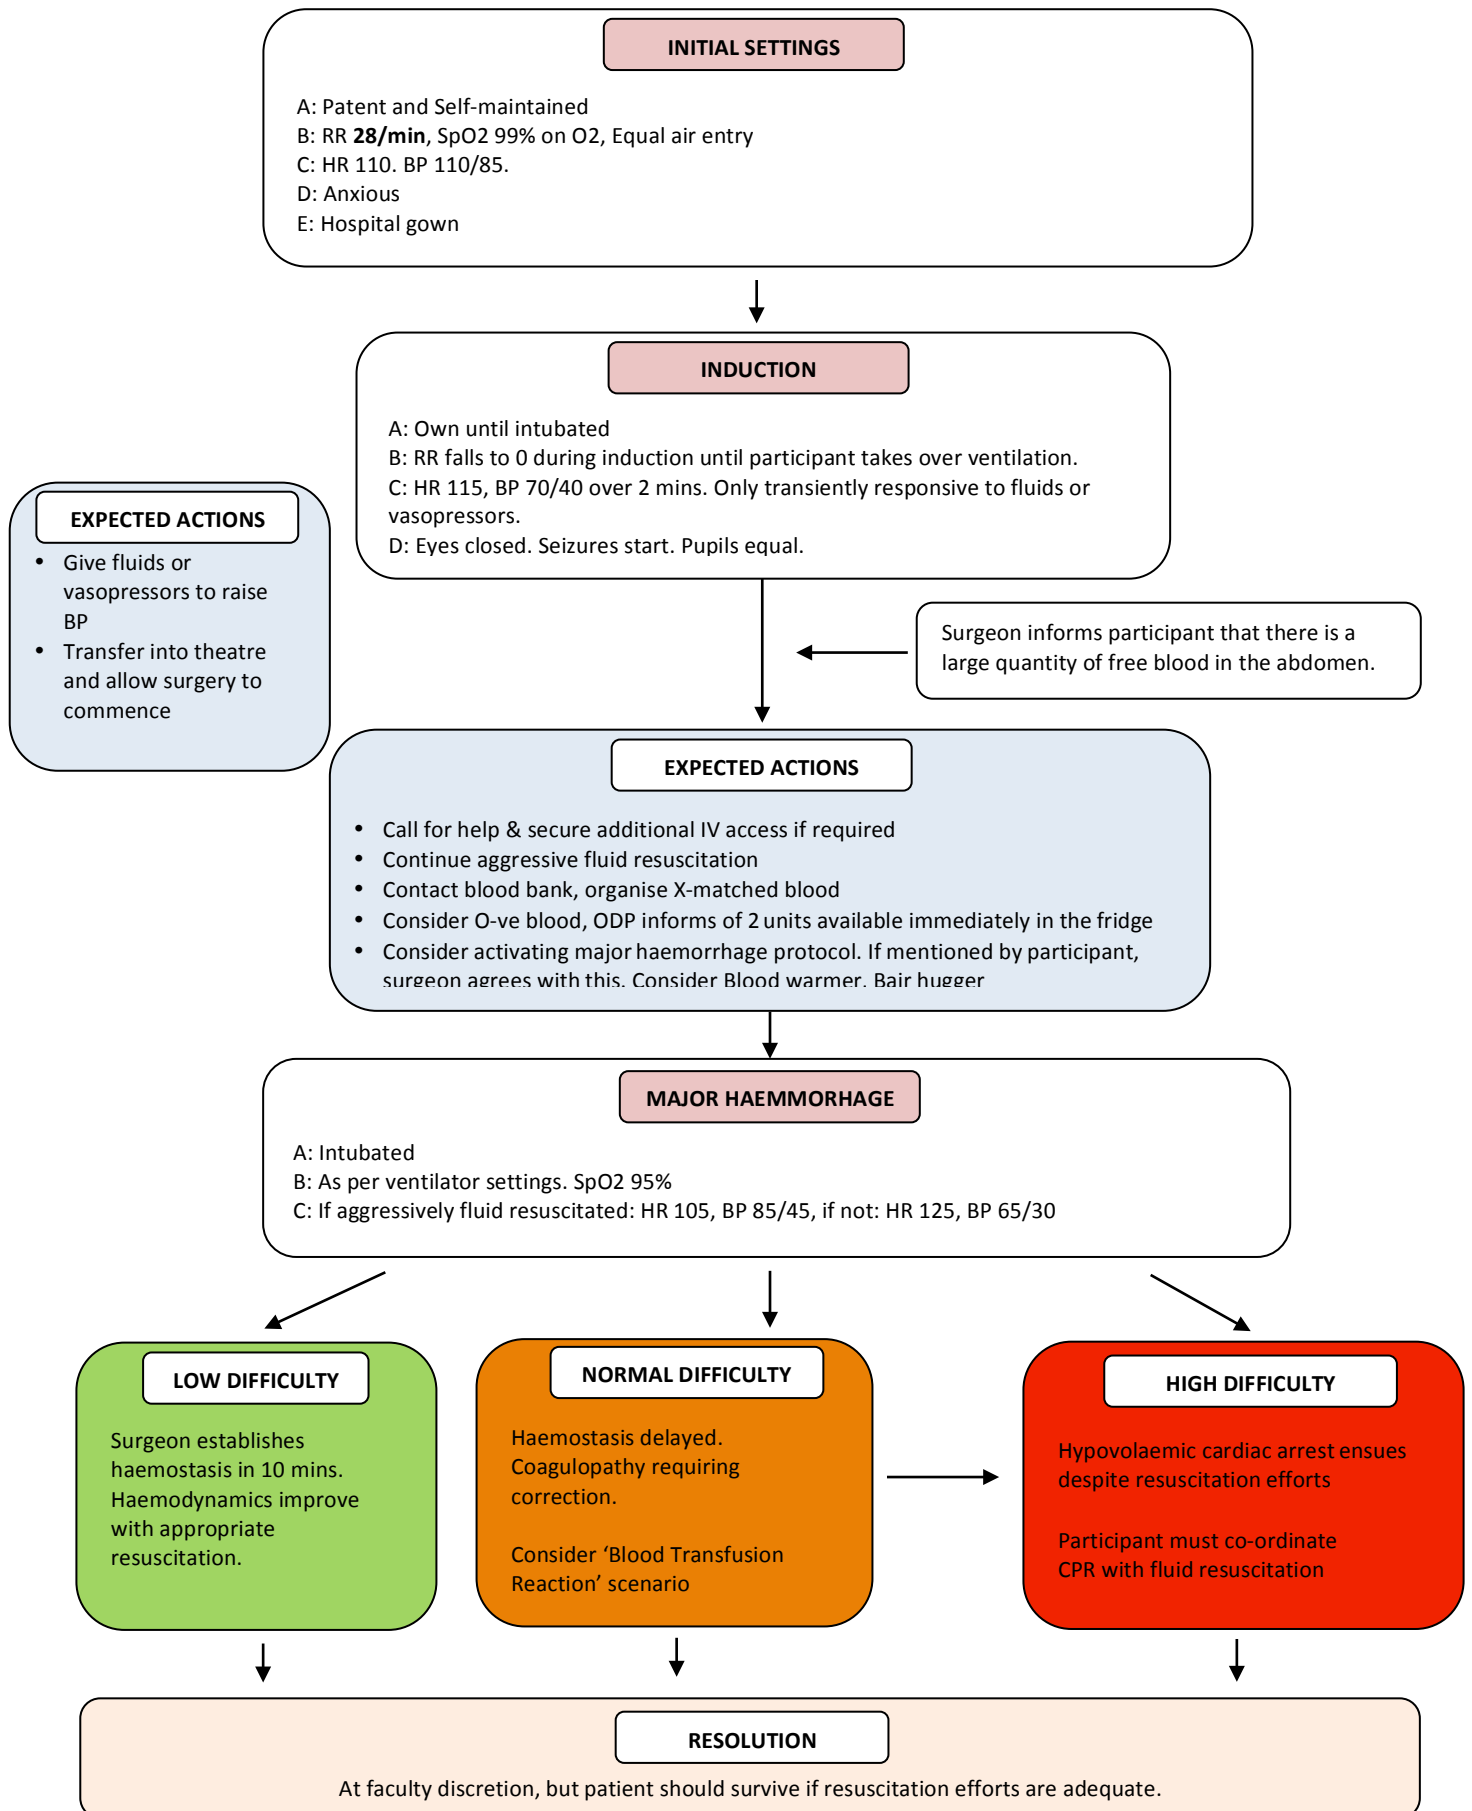 INITIAL SETTINGS
A: Patent and Self-maintained
B: RR 28/min, SpO2 99% on O2, Equal air entry
C: HR 110. BP 110/85.
D: Anxious
E: Hospital gown
INDUCTION
A: Own until intubated
B: RR falls to 0 during induction until participant takes over ventilation.
C: HR 115, BP 70/40 over 2 mins. Only transiently responsive to fluids or
vasopressors.
D: Eyes closed. Seizures start. Pupils equal.
EXPECTED ACTIONS
• Give fluids or
vasopressors to raise
BP
• Transfer into theatre
and allow surgery to
commence
Surgeon informs participant that there is a
large quantity of free blood in the abdomen.
EXPECTED ACTIONS
• Call for help & secure additional IV access if required
• Continue aggressive fluid resuscitation
• Contact blood bank, organise X-matched blood
• Consider O-ve blood, ODP informs of 2 units available immediately in the fridge
• Consider activating major haemorrhage protocol. If mentioned by participant,
surgeon agrees with this. Consider Blood warmer, Bair hugger
MAJOR HAEMMORHAGE
A: Intubated
B: As per ventilator settings. SpO2 95%
C: If aggressively fluid resuscitated: HR 105, BP 85/45, if not: HR 125, BP 65/30
LOW DIFFICULTY
Surgeon establishes
haemostasis in 10 mins.
Haemodynamics improve
with appropriate
resuscitation.
NORMAL DIFFICULTY
Haemostasis delayed.
Coagulopathy requiring
correction.
Consider ‘Blood Transfusion
Reaction’ scenario
HIGH DIFFICULTY
Hypovolaemic cardiac arrest ensues
despite resuscitation efforts
Participant must co-ordinate
CPR with fluid resuscitation
RESOLUTION
At faculty discretion, but patient should survive if resuscitation efforts are adequate.